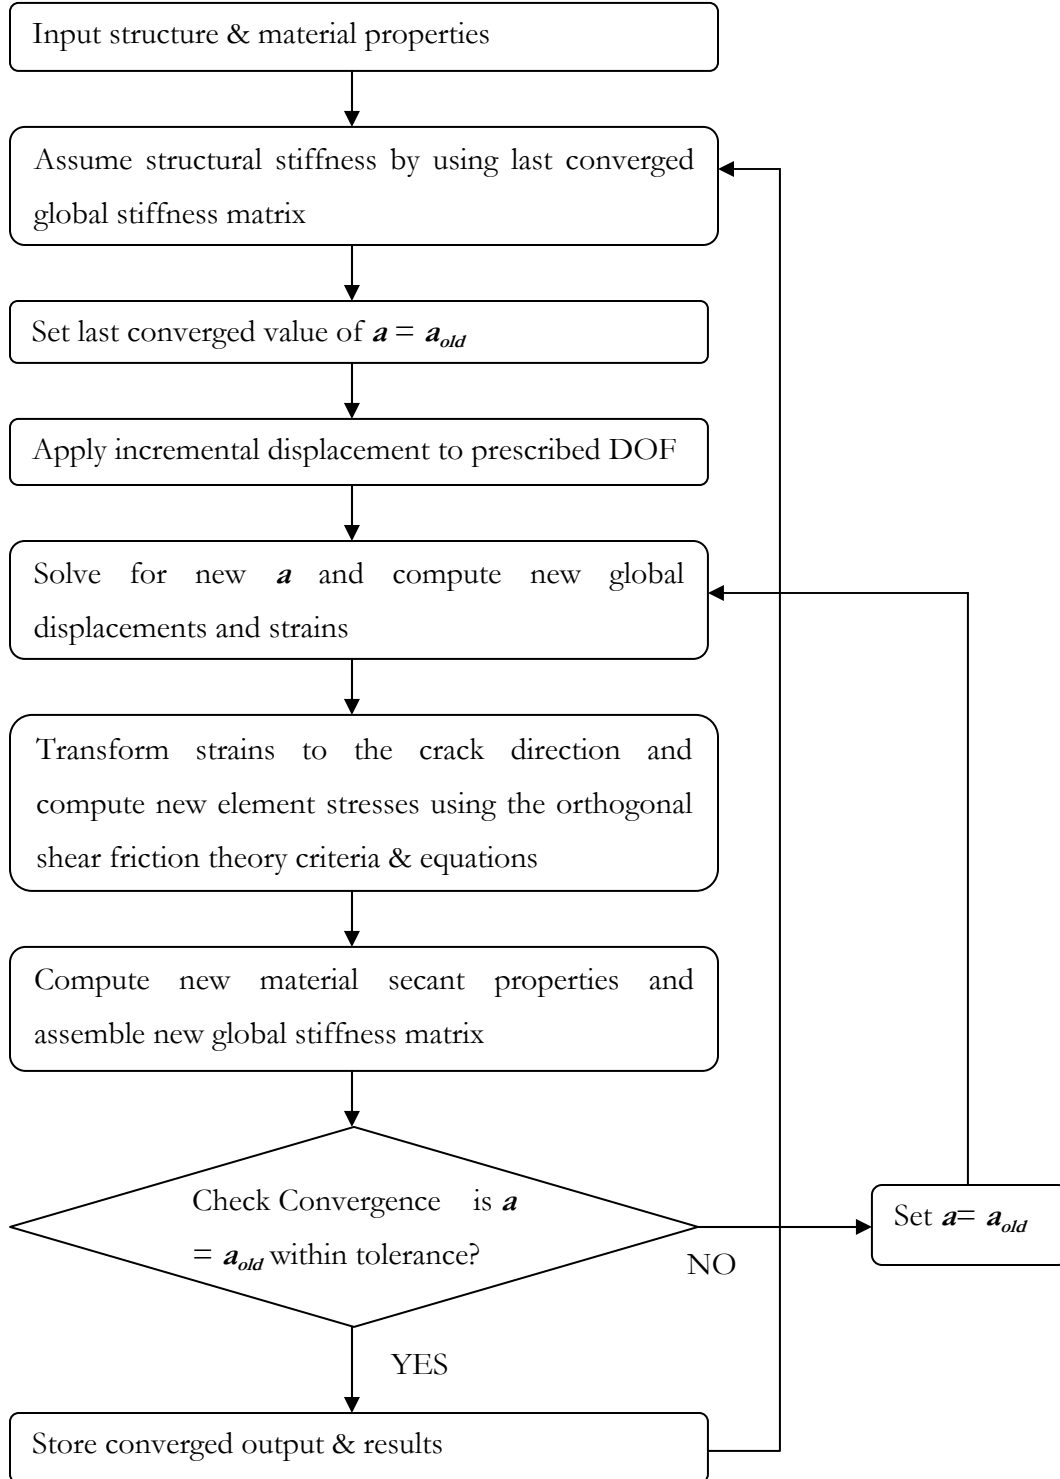 Input structure & material properties
Assume structural stiffness by using last converged
global stiffness matrix
Set last converged value of a = a_old
Apply incremental displacement to prescribed DOF
Solve for new a and compute new global
displacements and strains
Transform strains to the crack direction and
compute new element stresses using the orthogonal
shear friction theory criteria & equations
Compute new material secant properties and
assemble new global stiffness matrix
Check Convergence is a
= a_old within tolerance?
NO
Set a= a_old
YES
Store converged output & results